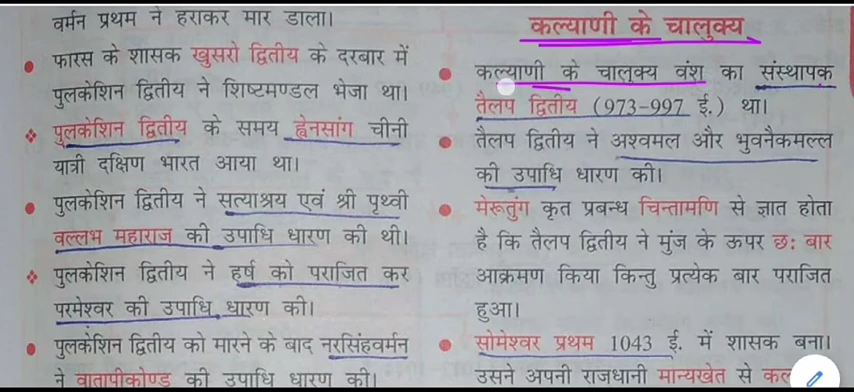 वर्मन प्रथम ने हराकर मार डाला।
फारस के शासक खुसरो द्वितीय के दरबार में
पुलकेशिन द्वितीय ने शिष्टमण्डल भेजा था।
पुलकेशिन द्वितीय के समय ह्वेनसांग चीनी
यात्री दक्षिण भारत आया था।
पुलकेशिन द्वितीय ने सत्याश्रय एवं श्री पृथ्वी
वल्लभ महाराज की उपाधि धारण की थी।
पुलकेशिन द्वितीय ने हर्ष को पराजित कर
परमेश्वर की उपाधि धारण की।
पुलकेशिन द्वितीय को मारने के बाद नरसिंहवर्मन
ने वातापीकोण्ड की उपाधि धारण की।
कल्याणी के चालुक्य
कल्याणी के चालुक्य वंश का संस्थापक
तैलप द्वितीय (973-997 ई.) था।
तैलप द्वितीय ने अश्वमल और भुवनैकमल्ल
की उपाधि धारण की।
मेरूतुंग कृत प्रबन्ध चिन्तामणि से ज्ञात होता
है कि तैलप द्वितीय ने मुंज के ऊपर छः बार
आक्रमण किया किन्तु प्रत्येक बार पराजित
हुआ।
सोमेश्वर प्रथम 1043 ई. में शासक बना।
उसने अपनी राजधानी मान्यखेत से